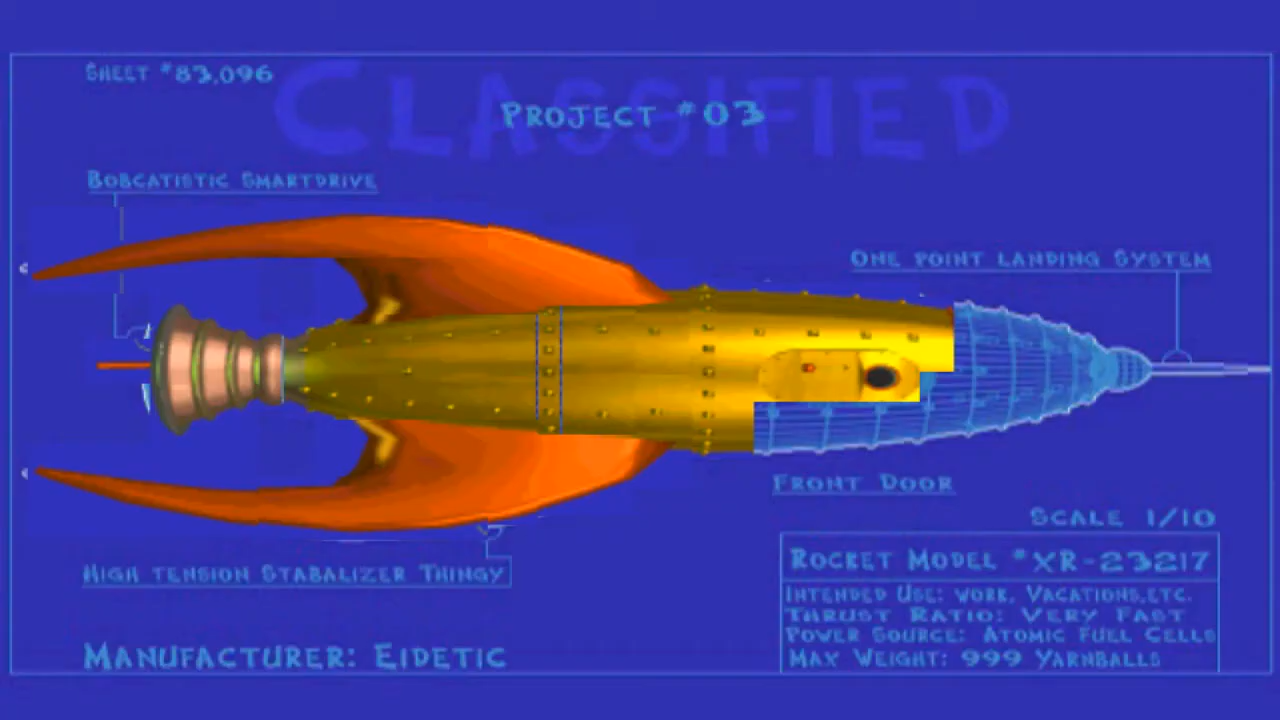 Sheet #83,096
Classified
Project #03
Bobcatistic Smartdrive
One point landing System
Front Door
Scale 1/10
High tension Stabalizer Thingy
Rocket Model #XR-23217
Intended Use: work, Vacations,etc.
Thrust Ratio: Very Fast
Power Source: Atomic Fuel Cells
Max Weight: 999 Yarnballs
Manufacturer: Eidetic